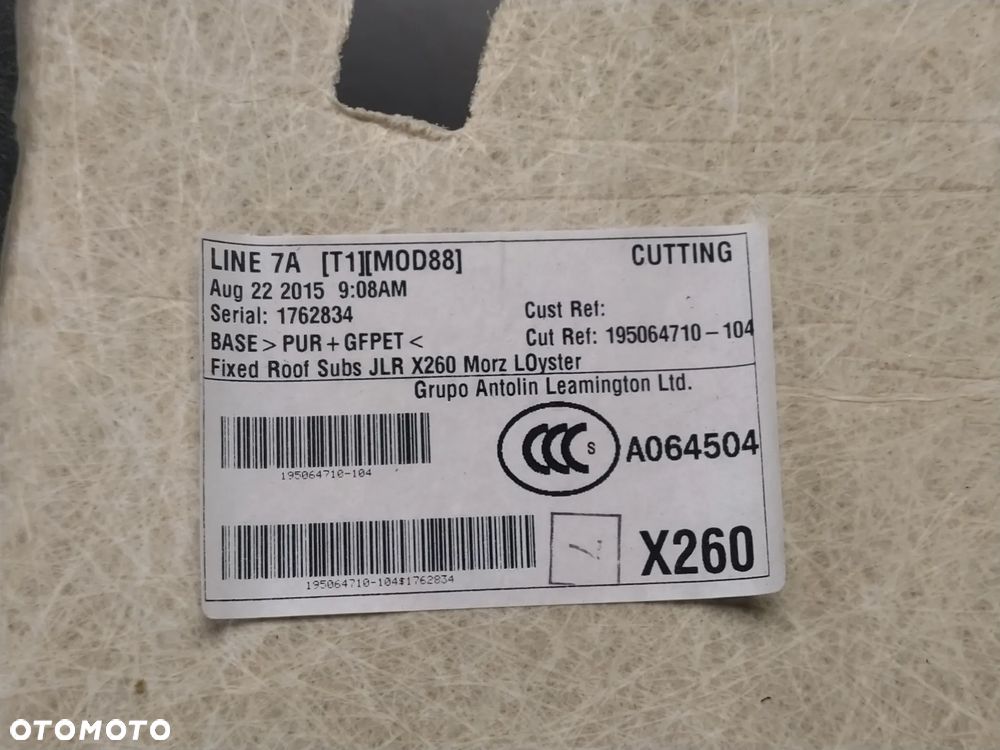 LINE 7A [T1][MOD88] CUTTING
Aug 22 2015 9:08AM
Serial: 1762834 Cust Ref:
BASE > PUR + GFPET < Cut Ref: 195064710-104
Fixed Roof Subs JLR X260 Morz LOyster
Grupo Antolin Leamington Ltd.
CCC S A064504
195064710-104
7 X260
195064710-104$1762834
OTOMOTO